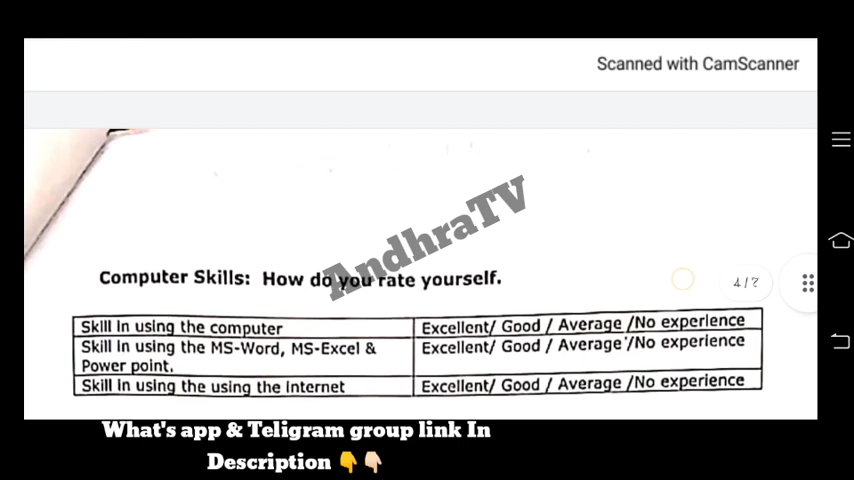 Scanned with CamScanner
AndhraTV
Computer Skills: How do you rate yourself.
4/7
Skill in using the computer Excellent/ Good / Average /No experience
Skill in using the MS-Word, MS-Excel & Excellent/ Good / Average /No experience
Power point.
Skill in using the using the internet Excellent/ Good / Average /No experience
What's app & Teligram group link In
Description 👇👇🏻